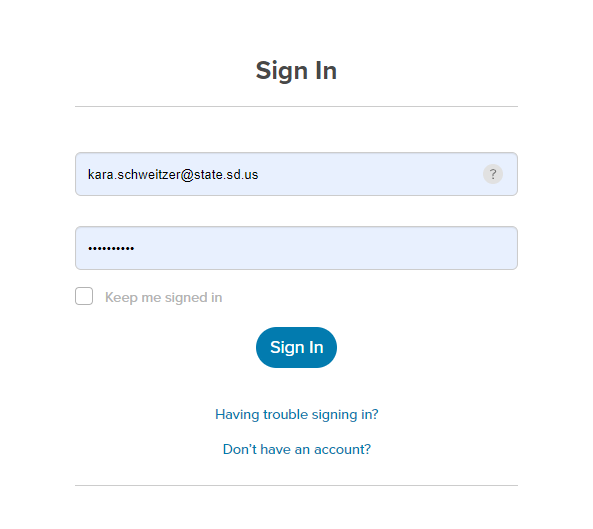 Sign In
kara.schweitzer@state.sd.us
?
••••••••••
Keep me signed in
Sign In
Having trouble signing in?
Don't have an account?